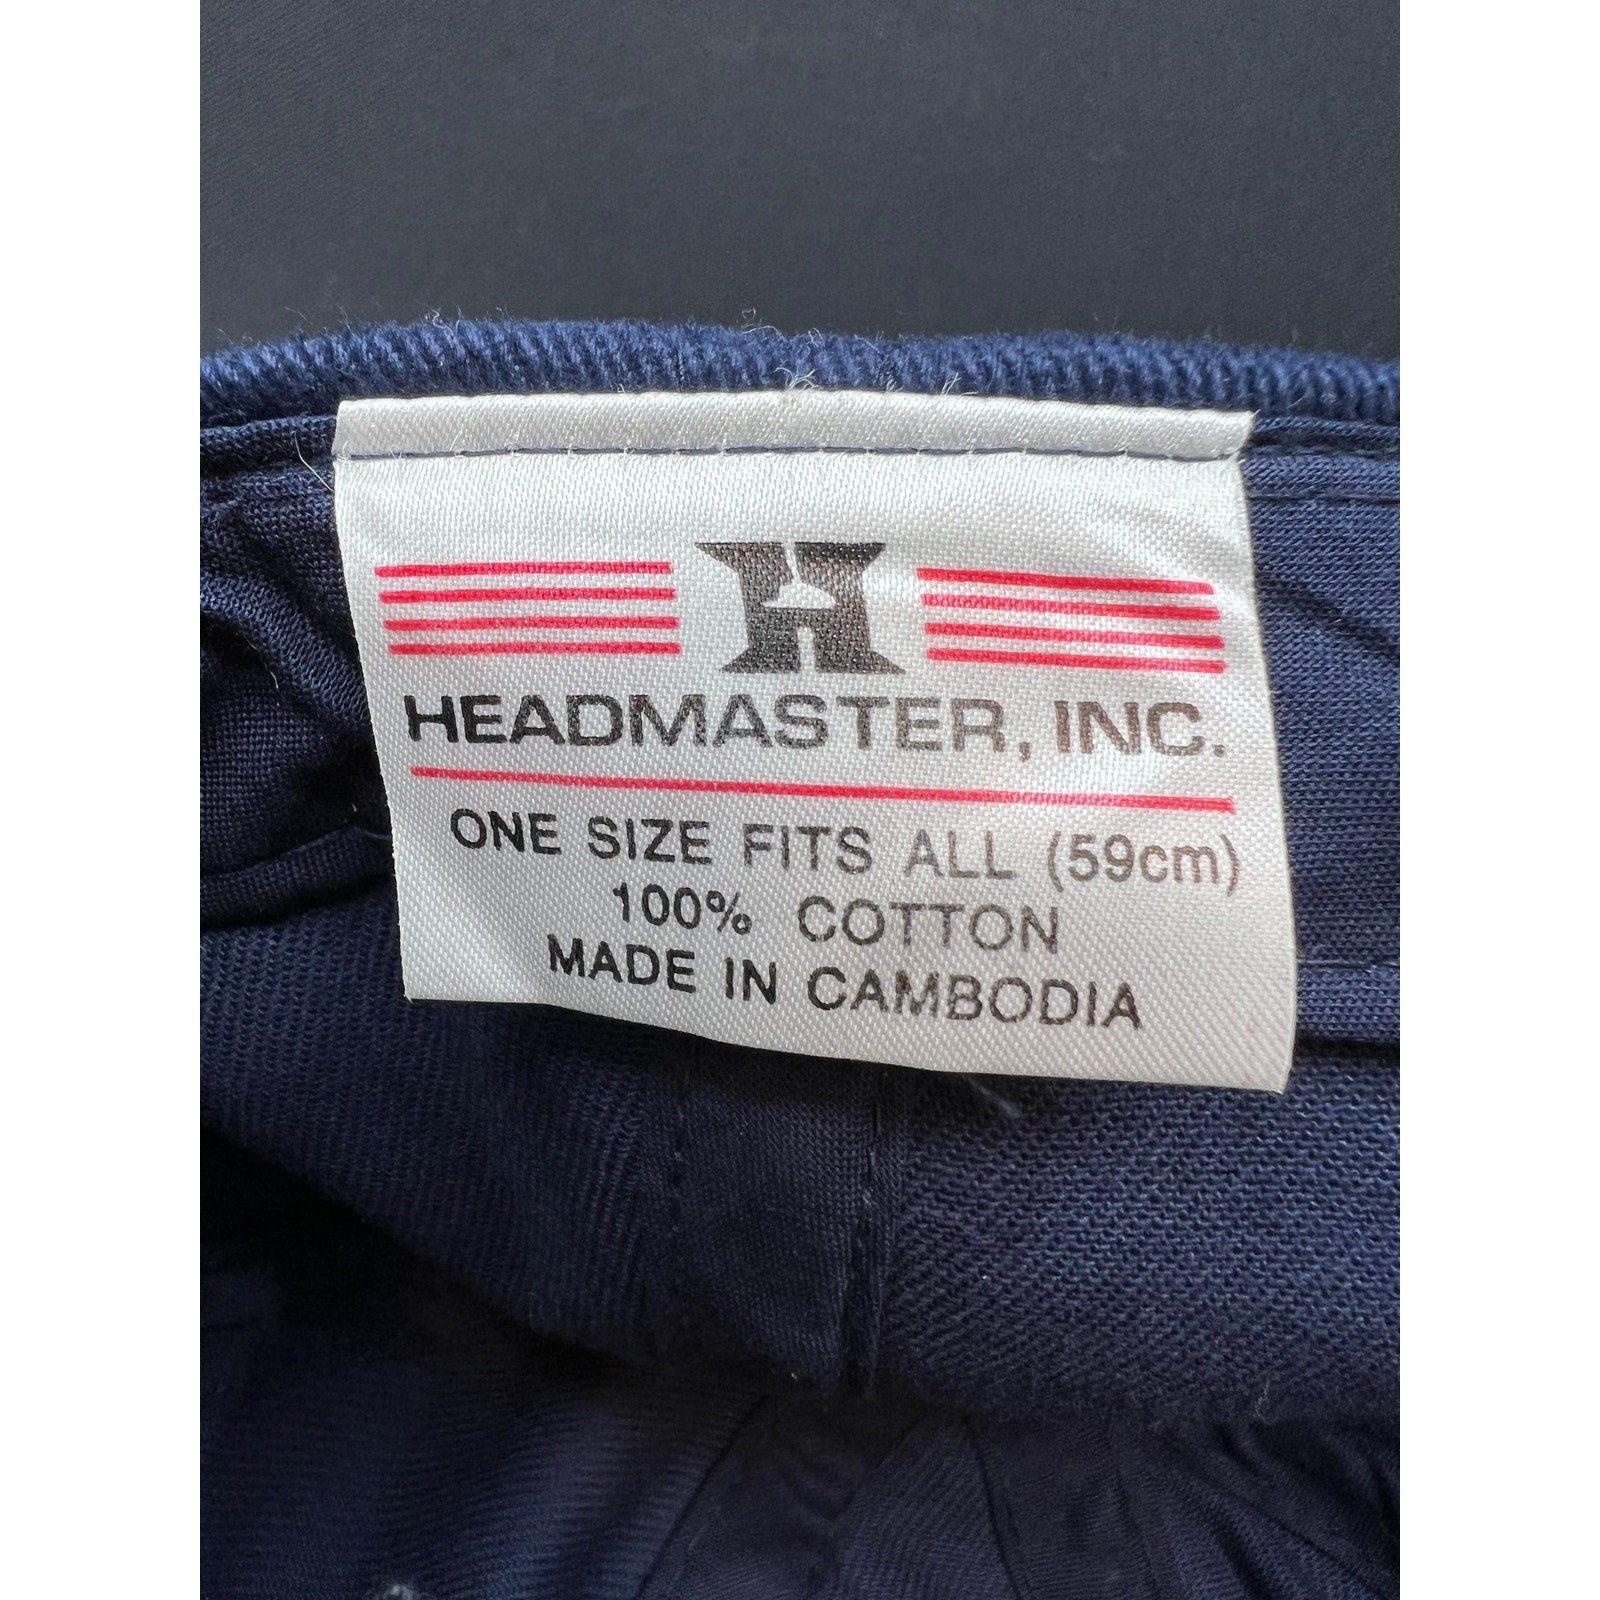 H
HEADMASTER, INC.
ONE SIZE FITS ALL (59cm)
100% COTTON
MADE IN CAMBODIA